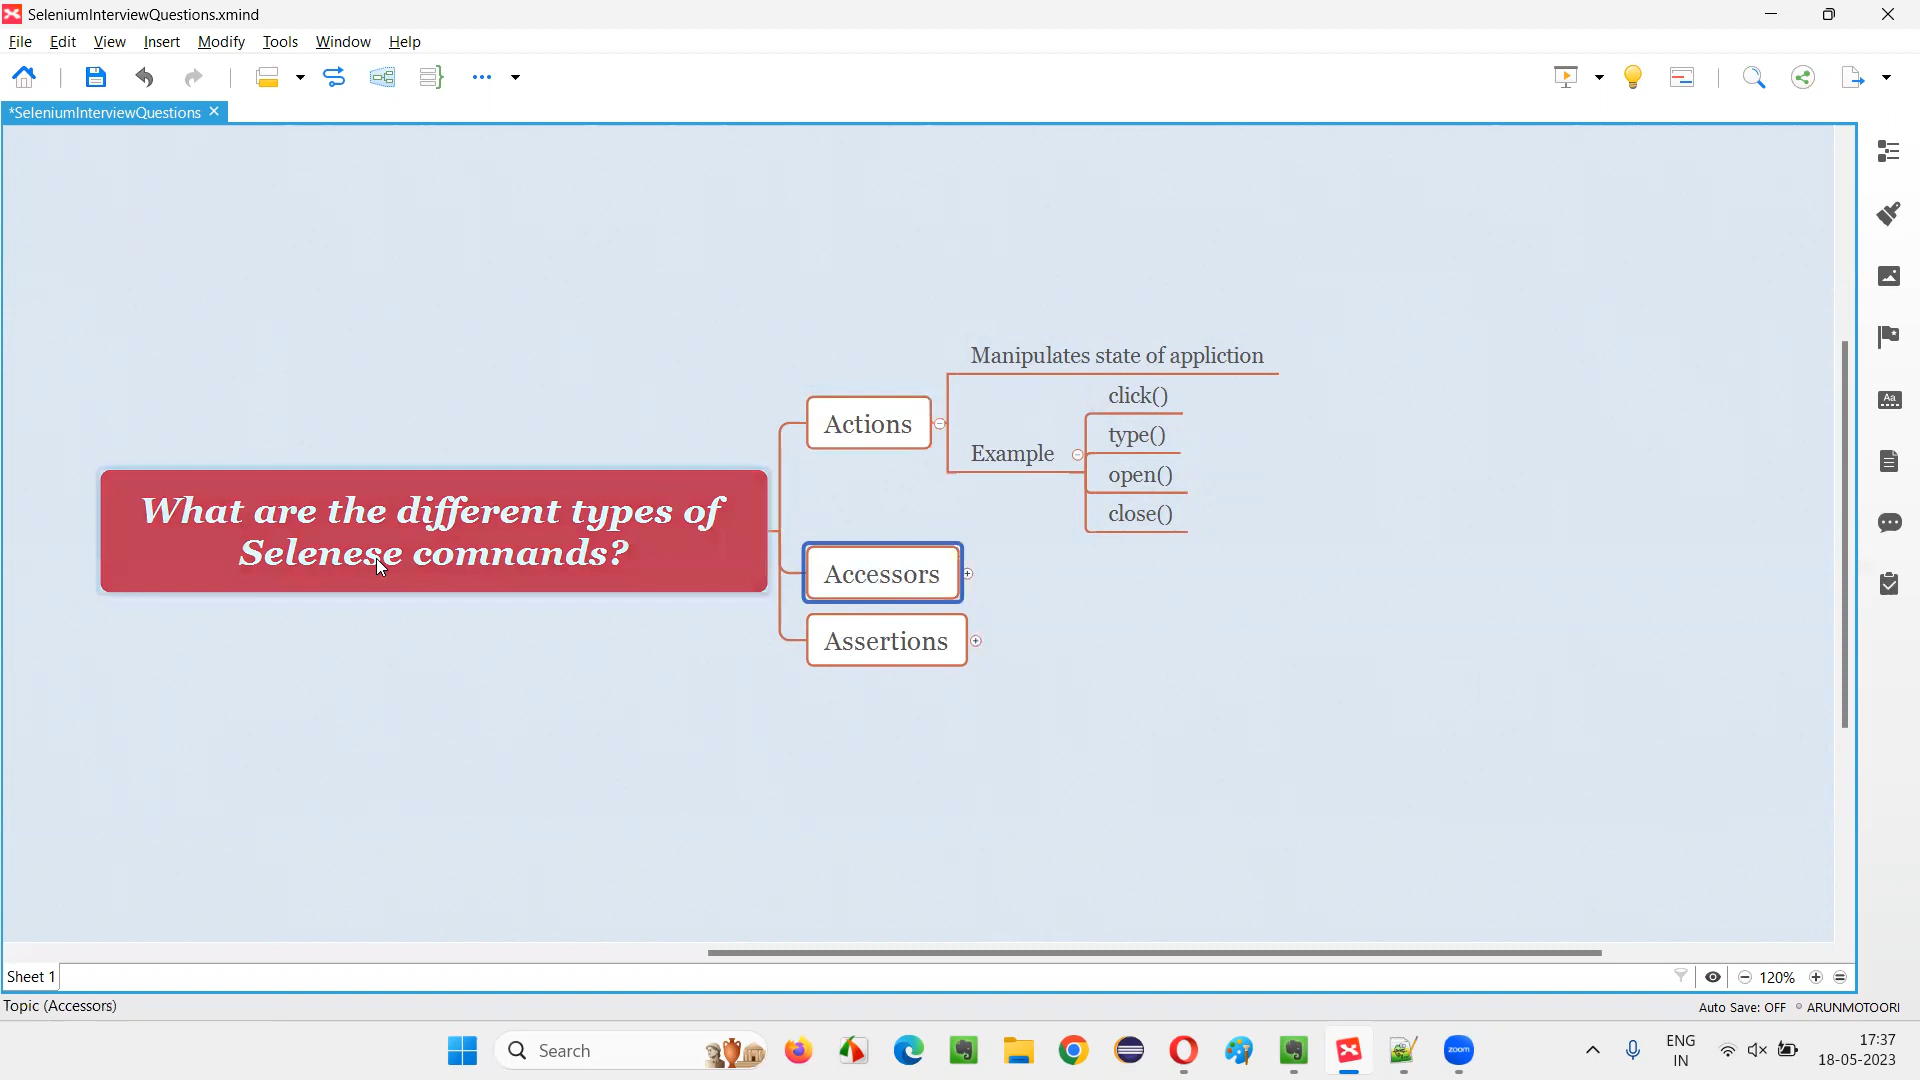 SeleniumInterviewQuestions.xmind
File Edit View Insert Modify Tools Window Help
*SeleniumInterviewQuestions
Manipulates state of appliction
click()
Actions
type()
Example
open()
close()
What are the different types of
Selenese comnands?
Accessors
Assertions
Aa
Sheet 1
120%
Topic (Accessors)
Auto Save: OFF
ARUNMOTOORI
Search
zoom
ENG
IN
17:37
18-05-2023